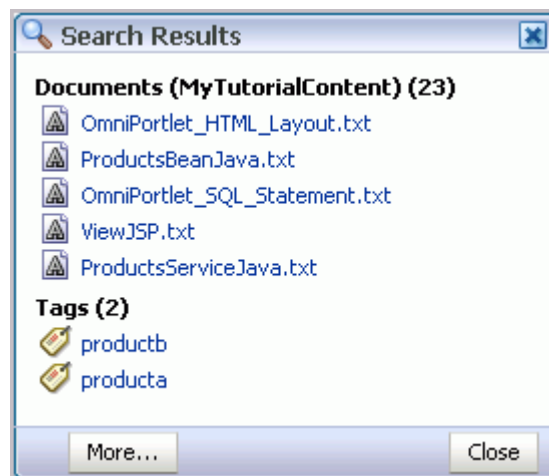 Search Results
Documents (MyTutorialContent) (23)
OmniPortlet_HTML_Layout.txt
ProductsBeanJava.txt
OmniPortlet_SQL_Statement.txt
ViewJSP.txt
ProductsServiceJava.txt
Tags (2)
productb
producta
More... Close